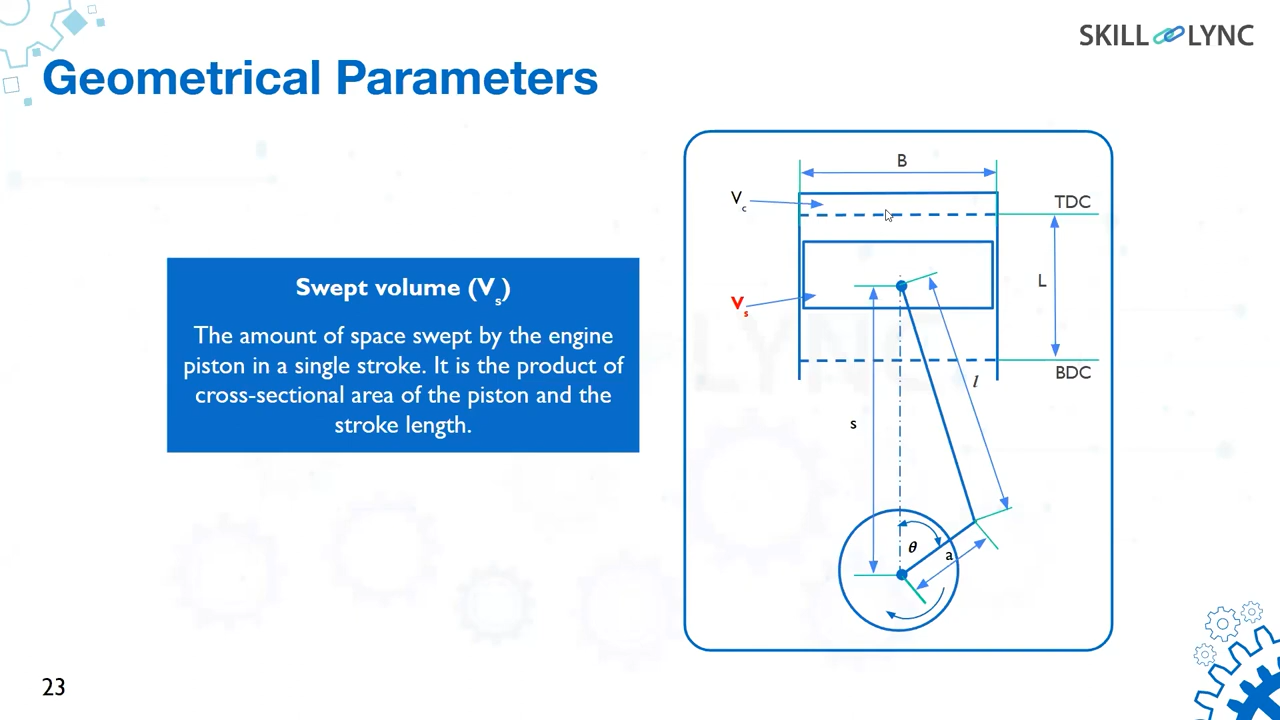 SKILL LYNC
Geometrical Parameters
Swept volume (Vs)
The amount of space swept by the engine
piston in a single stroke. It is the product of
cross-sectional area of the piston and the
stroke length.
B
Vc
TDC
L
Vs
BDC
l
s
θ
a
LYNC
23